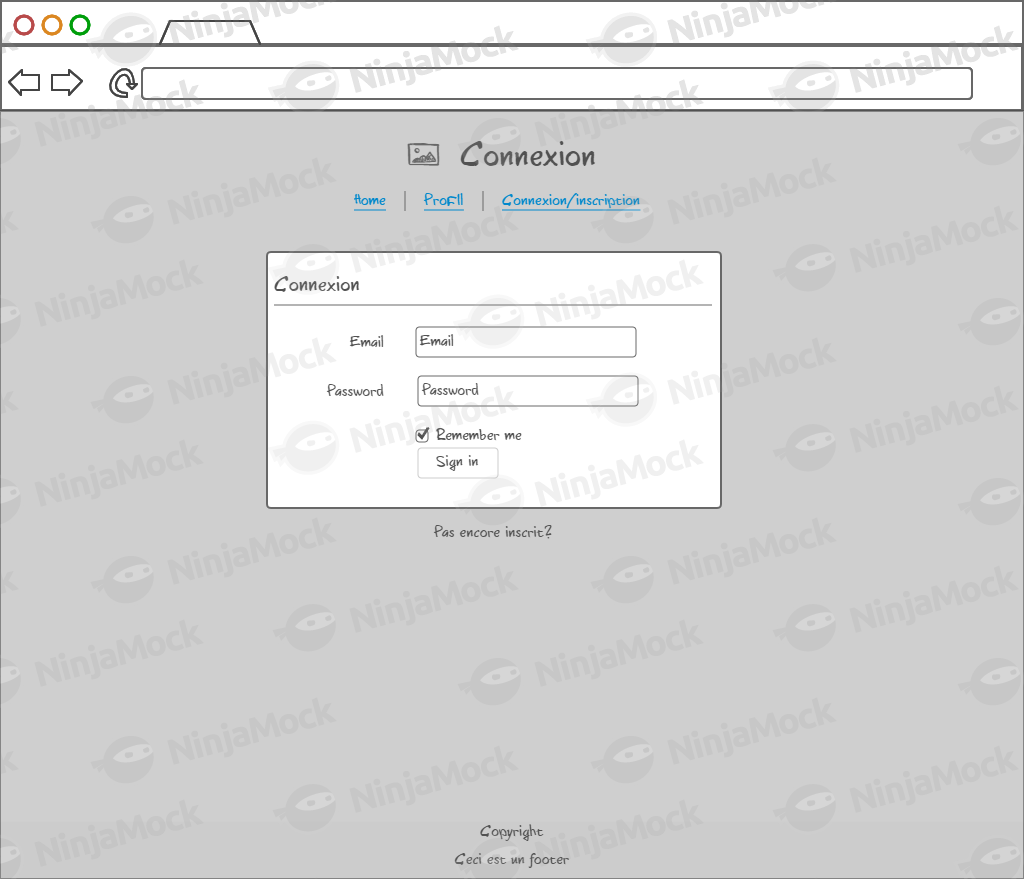 Connexion
Home | Profil | Connexion/inscription
Connexion
Email Email
Password Password
Remember me
Sign in
Pas encore inscrit?
Copyright
Ceci est un footer
NinjaMock